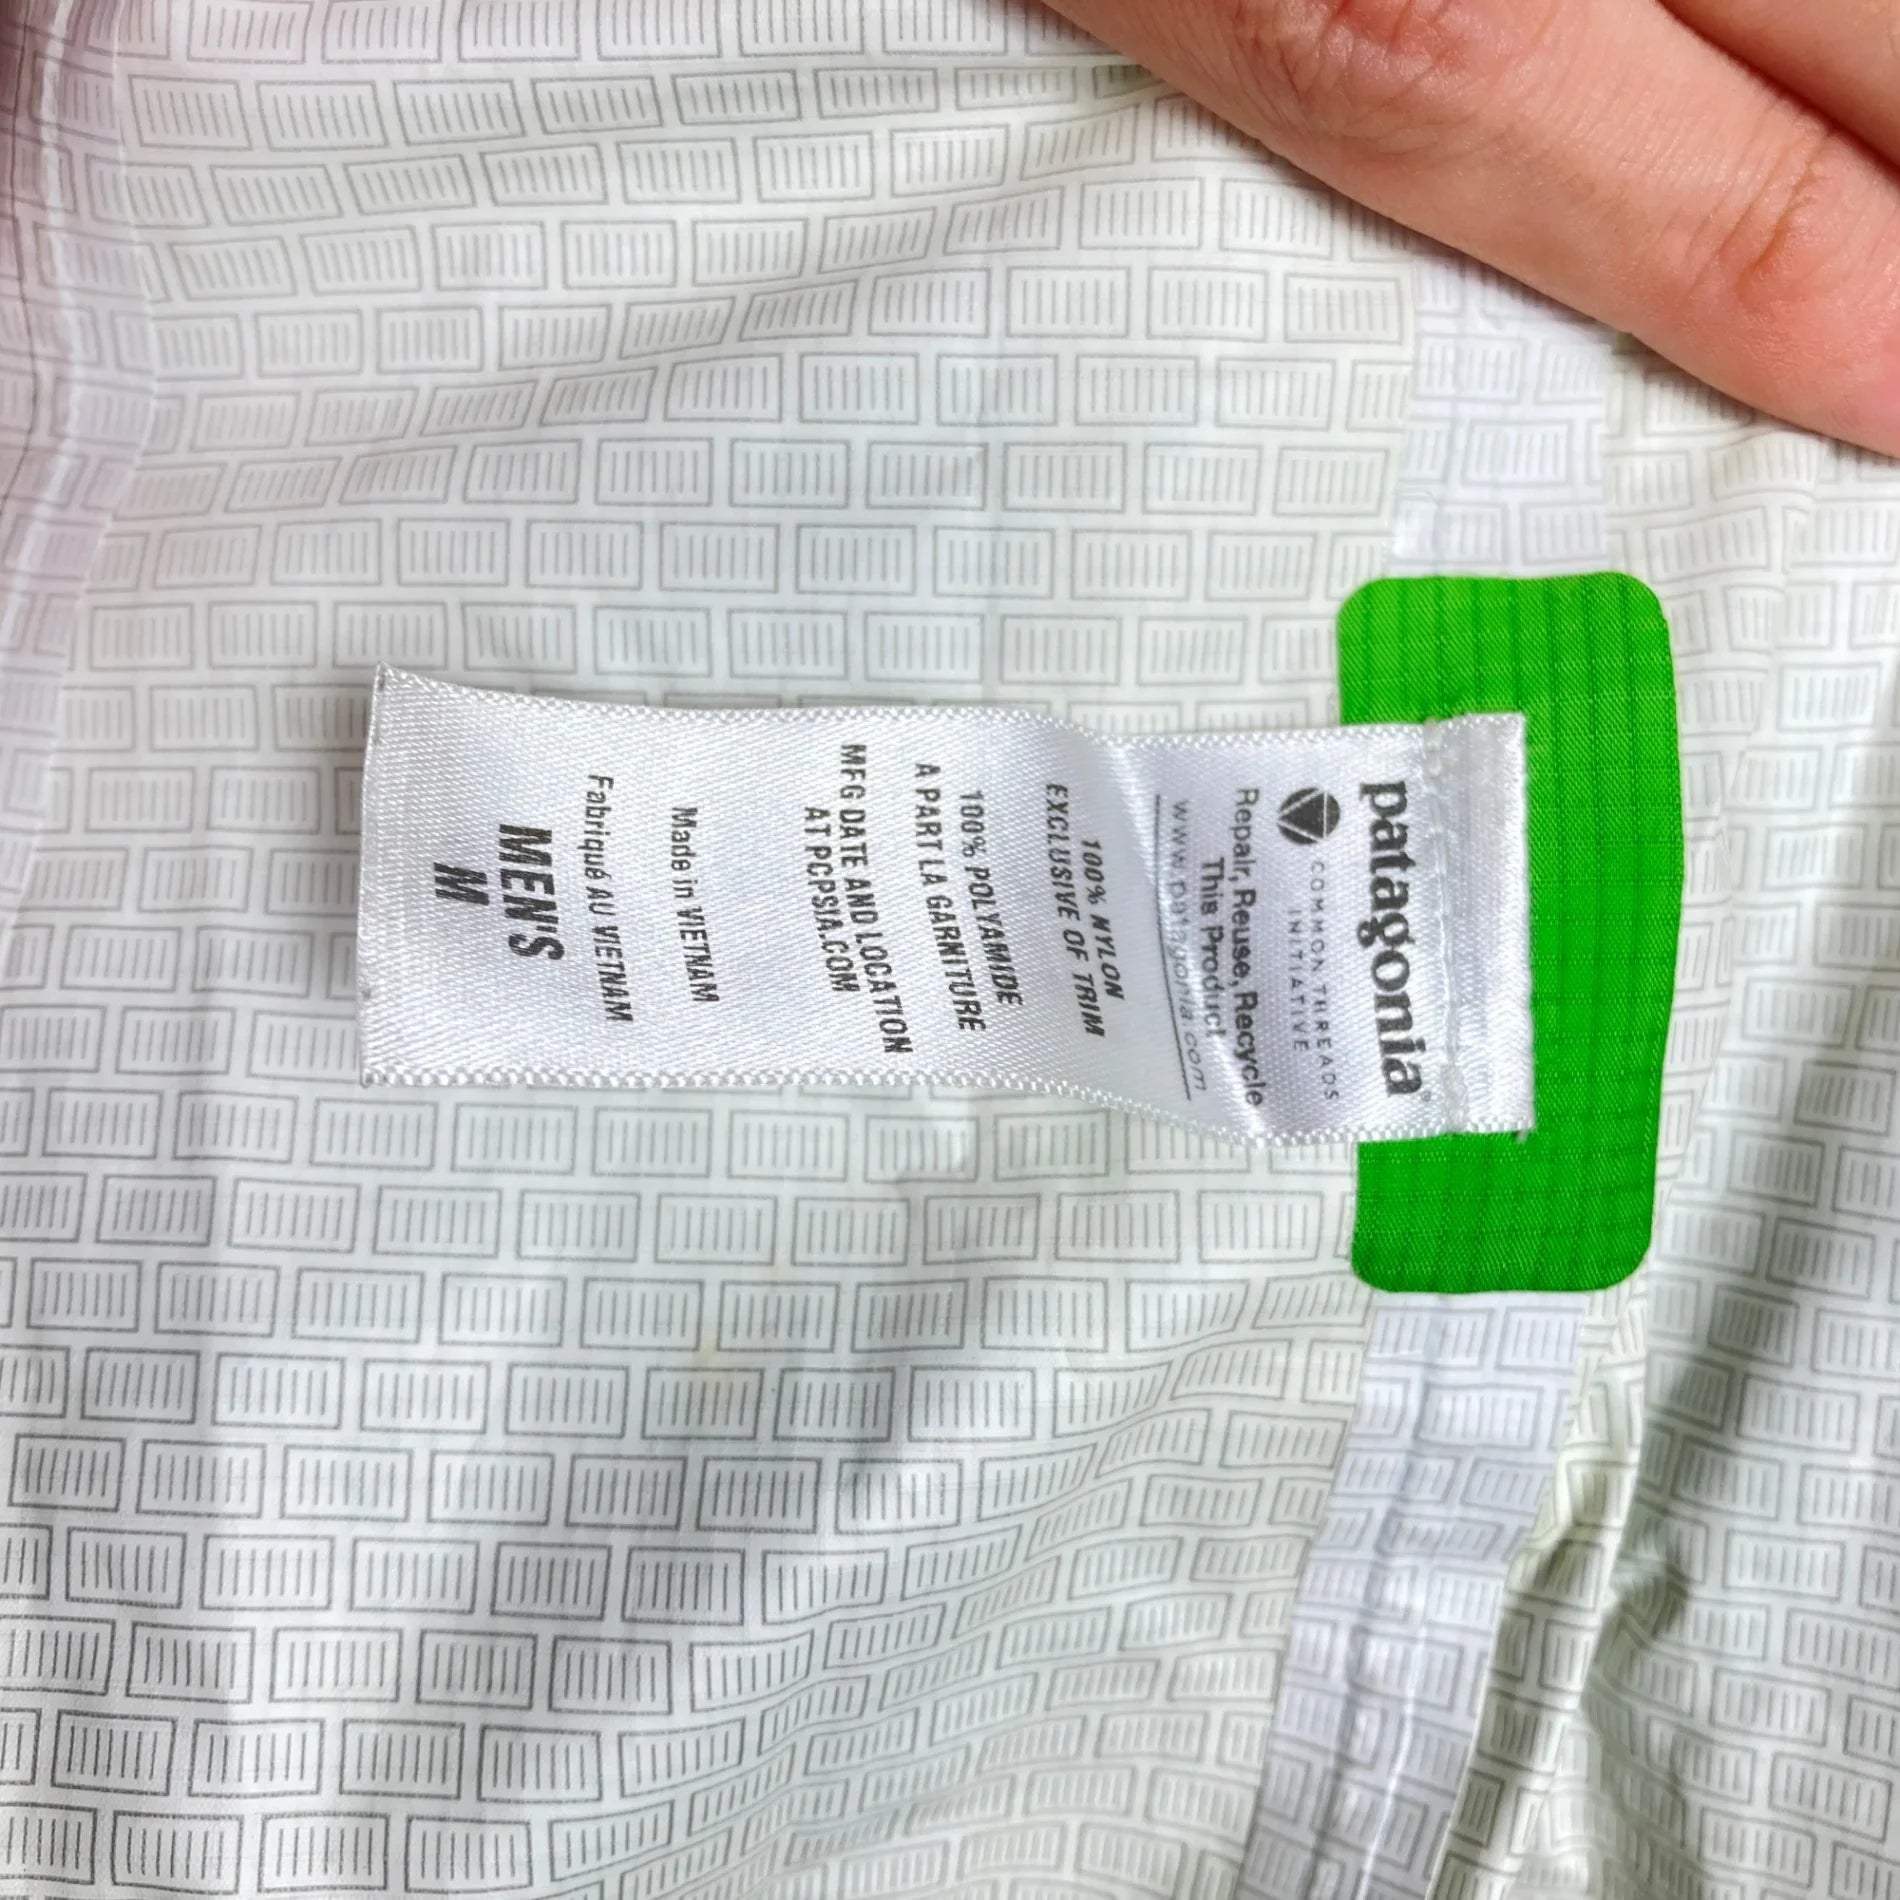 patagonia®
COMMON THREADS
INITIATIVE
Repair, Reuse, Recycle
This Product
www.patagonia.com
100% NYLON
EXCLUSIVE OF TRIM
100% POLYAMIDE
A PART LA GARNITURE
MFG DATE AND LOCATION
AT PCPSIA.COM
Made in VIETNAM
Fabriqué AU VIETNAM
MEN'S
M